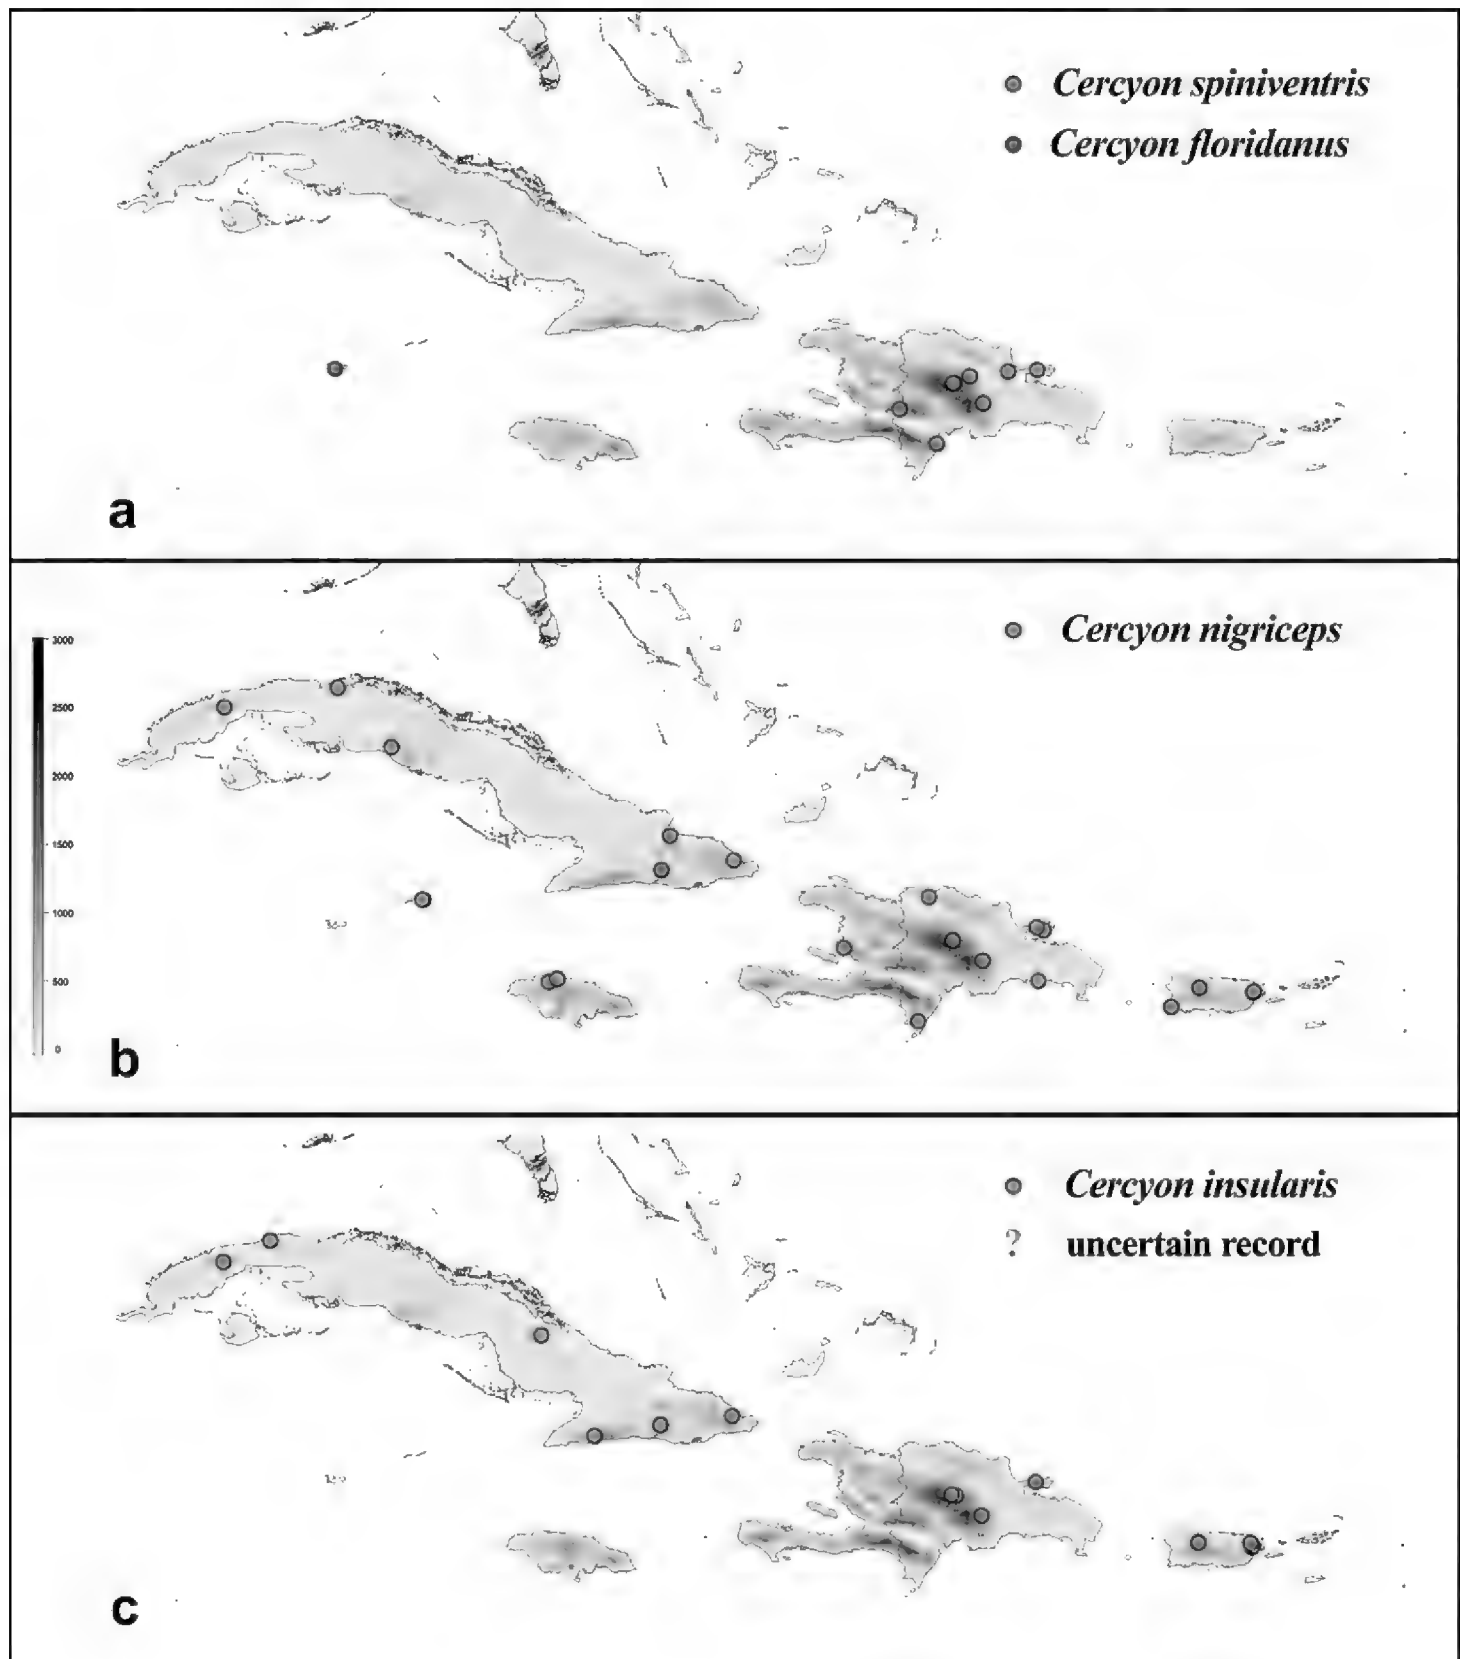 Cercyon spiniventris
Cercyon floridanus
a
Cercyon nigriceps
3000
2500
2000
1500
1000
500
0
b
Cercyon insularis
? uncertain record
c